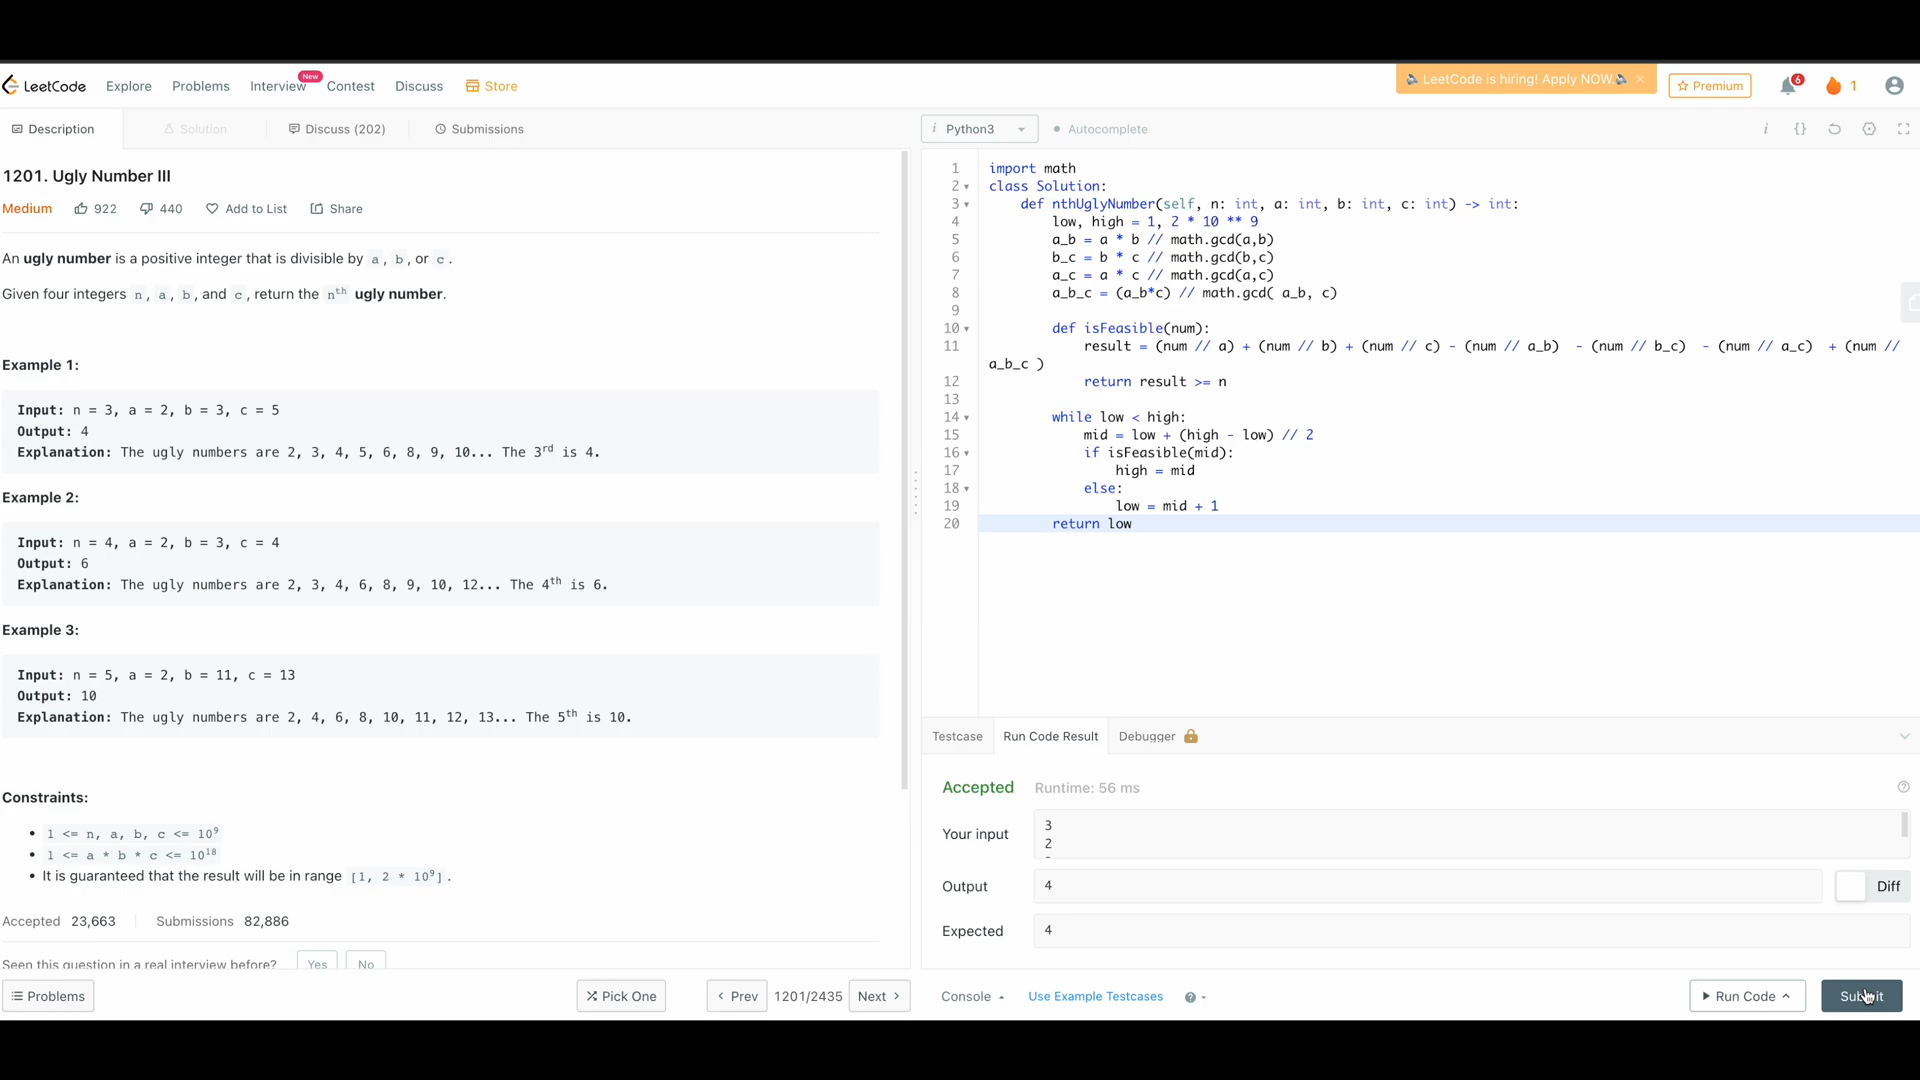 LeetCode Explore Problems Interview New Contest Discuss Store LeetCode is hiring! Apply NOW. Premium 6 1
Description Solution Discuss (202) Submissions
1201. Ugly Number III
Medium 922 440 Add to List Share
An ugly number is a positive integer that is divisible by a, b, or c.
Given four integers n, a, b, and c, return the nth ugly number.
Example 1:
Input: n = 3, a = 2, b = 3, c = 5
Output: 4
Explanation: The ugly numbers are 2, 3, 4, 5, 6, 8, 9, 10... The 3rd is 4.
Example 2:
Input: n = 4, a = 2, b = 3, c = 4
Output: 6
Explanation: The ugly numbers are 2, 3, 4, 6, 8, 9, 10, 12... The 4th is 6.
Example 3:
Input: n = 5, a = 2, b = 11, c = 13
Output: 10
Explanation: The ugly numbers are 2, 4, 6, 8, 10, 11, 12, 13... The 5th is 10.
Constraints:
1 <= n, a, b, c <= 10⁹
1 <= a * b * c <= 10¹⁸
It is guaranteed that the result will be in range [1, 2 * 10⁹].
Accepted 23,663 Submissions 82,886
Seen this question in a real interview before? Yes No
Problems Pick One Prev 1201/2435 Next
i Python3 Autocomplete i {}
1 import math
2 class Solution:
3 def nthUglyNumber(self, n: int, a: int, b: int, c: int) -> int:
4 low, high = 1, 2 * 10 ** 9
5 a_b = a * b // math.gcd(a,b)
6 b_c = b * c // math.gcd(b,c)
7 a_c = a * c // math.gcd(a,c)
8 a_b_c = (a_b*c) // math.gcd( a_b, c)
9
10 def isFeasible(num):
11 result = (num // a) + (num // b) + (num // c) - (num // a_b) - (num // b_c) - (num // a_c) + (num //
a_b_c )
12 return result >= n
13
14 while low < high:
15 mid = low + (high - low) // 2
16 if isFeasible(mid):
17 high = mid
18 else:
19 low = mid + 1
20 return low
Testcase Run Code Result Debugger
Accepted Runtime: 56 ms
Your input 3
2
Output 4 Diff
Expected 4
Console Use Example Testcases Run Code Submit